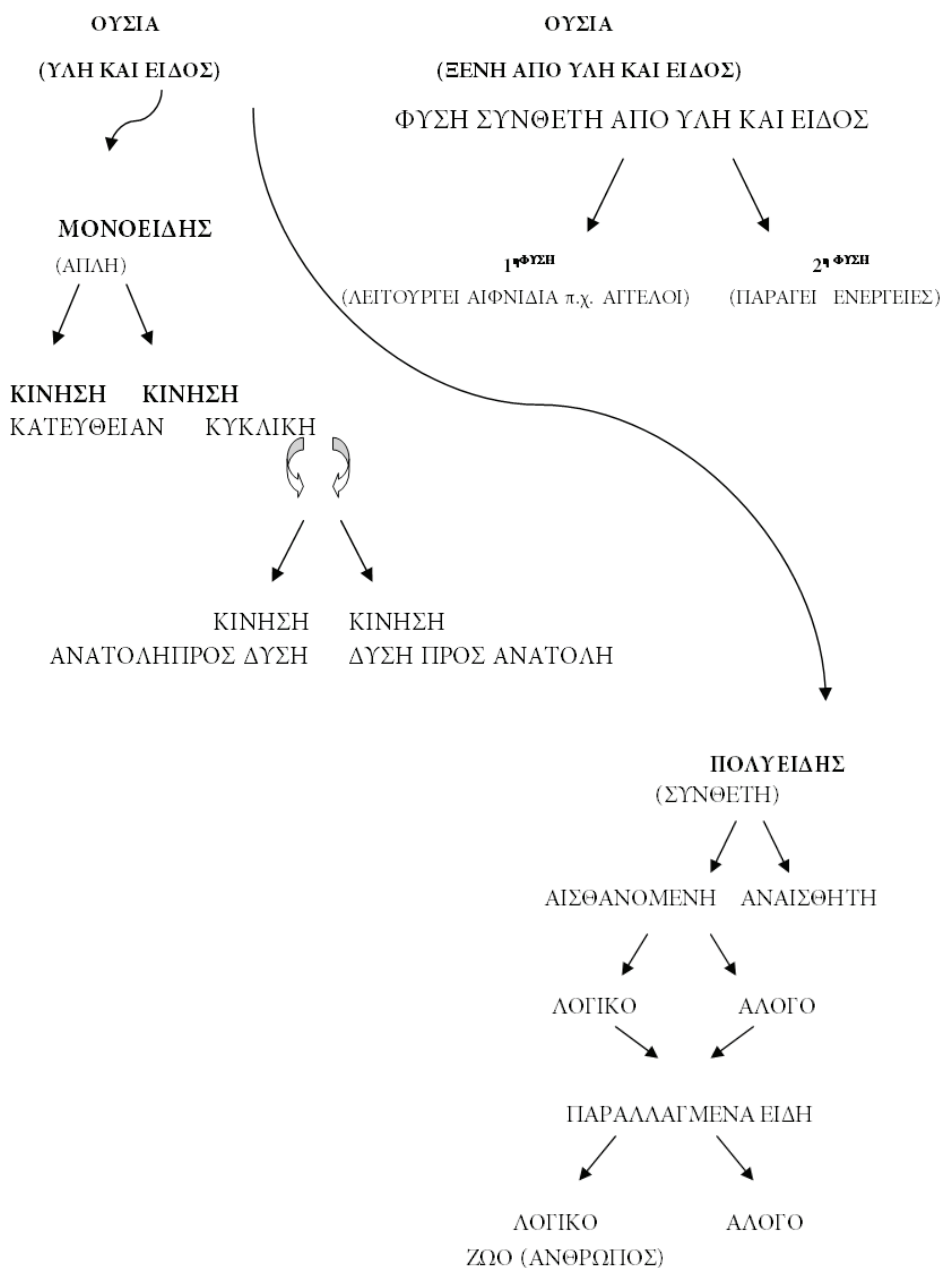 ΟΥΣΙΑ
(ΥΛΗ ΚΑΙ ΕΙΔΟΣ)
ΟΥΣΙΑ
(ΞΕΝΗ ΑΠΟ ΥΛΗ ΚΑΙ ΕΙΔΟΣ)
ΦΥΣΗ ΣΥΝΘΕΤΗ ΑΠΟ ΥΛΗ ΚΑΙ ΕΙΔΟΣ
1η ΦΥΣΗ
(ΛΕΙΤΟΥΡΓΕΙ ΑΙΦΝΙΔΙΑ π.χ. ΑΓΓΕΛΟΙ)
2η ΦΥΣΗ
(ΠΑΡΑΓΕΙ ΕΝΕΡΓΕΙΕΣ)
ΜΟΝΟΕΙΔΗΣ
(ΑΠΛΗ)
ΚΙΝΗΣΗ
ΚΑΤΕΥΘΕΙΑΝ
ΚΙΝΗΣΗ
ΚΥΚΛΙΚΗ
ΚΙΝΗΣΗ
ΑΝΑΤΟΛΗΠΡΟΣ ΔΥΣΗ
ΚΙΝΗΣΗ
ΔΥΣΗ ΠΡΟΣ ΑΝΑΤΟΛΗ
ΠΟΛΥΕΙΔΗΣ
(ΣΥΝΘΕΤΗ)
ΑΙΣΘΑΝΟΜΕΝΗ
ΑΝΑΙΣΘΗΤΗ
ΛΟΓΙΚΟ
ΑΛΟΓΟ
ΠΑΡΑΛΛΑΓΜΕΝΑ ΕΙΔΗ
ΛΟΓΙΚΟ
ΖΩΟ (ΑΝΘΡΩΠΟΣ)
ΑΛΟΓΟ